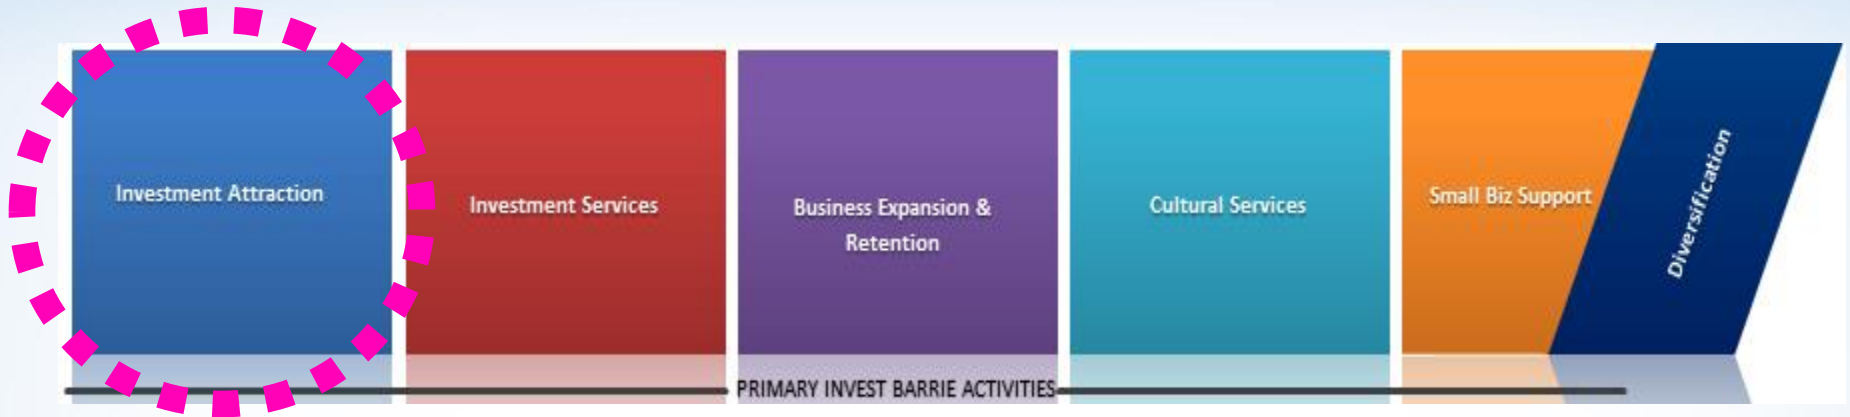 Investment Attraction
Investment Services
Business Expansion &
Retention
Cultural Services
Small Biz Support
Diversification
PRIMARY INVEST BARRIE ACTIVITIES